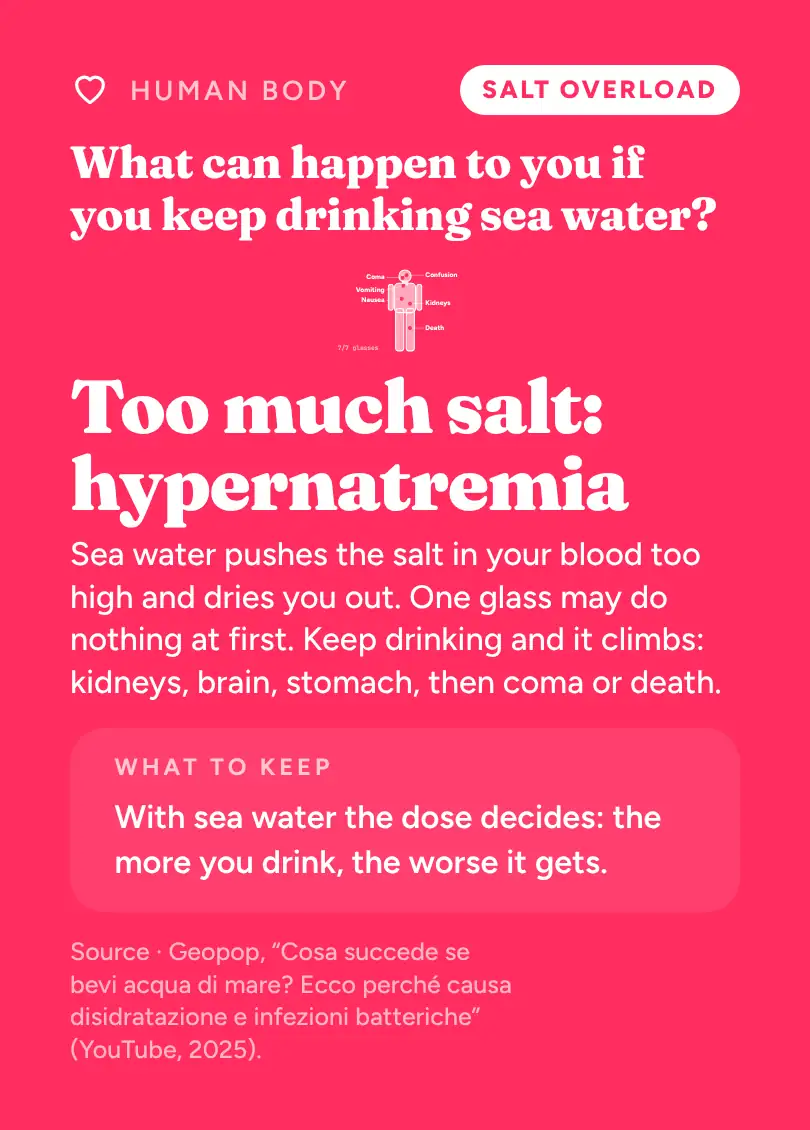 HUMAN BODY
SALT OVERLOAD
What can happen to you if
you keep drinking sea water?
Coma
Confusion
Vomiting
Nausea
Kidneys
Death
7/7 glasses
Too much salt:
hypernatremia
Sea water pushes the salt in your blood too
high and dries you out. One glass may do
nothing at first. Keep drinking and it climbs:
kidneys, brain, stomach, then coma or death.
WHAT TO KEEP
With sea water the dose decides: the
more you drink, the worse it gets.
Source · Geopop, “Cosa succede se
bevi acqua di mare? Ecco perché causa
disidratazione e infezioni batteriche”
(YouTube, 2025).